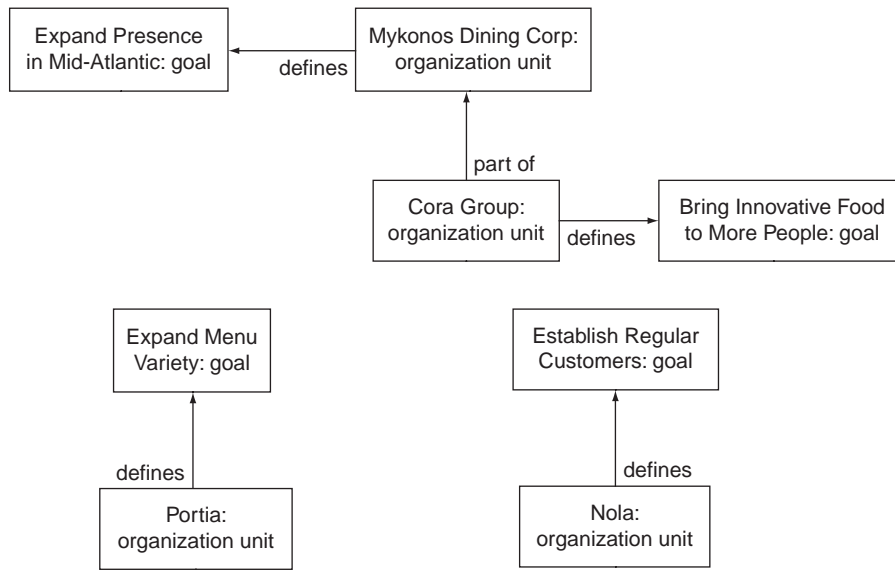 Expand Presence
in Mid-Atlantic: goal
defines
Mykonos Dining Corp:
organization unit
part of
Cora Group:
organization unit
defines
Bring Innovative Food
to More People: goal
Expand Menu
Variety: goal
defines
Portia:
organization unit
Establish Regular
Customers: goal
defines
Nola:
organization unit